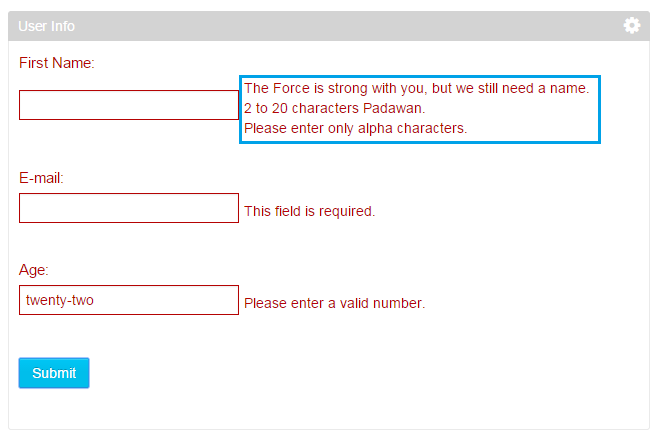 User Info
First Name:
The Force is strong with you, but we still need a name.
2 to 20 characters Padawan.
Please enter only alpha characters.
E-mail:
This field is required.
Age:
twenty-two
Please enter a valid number.
Submit